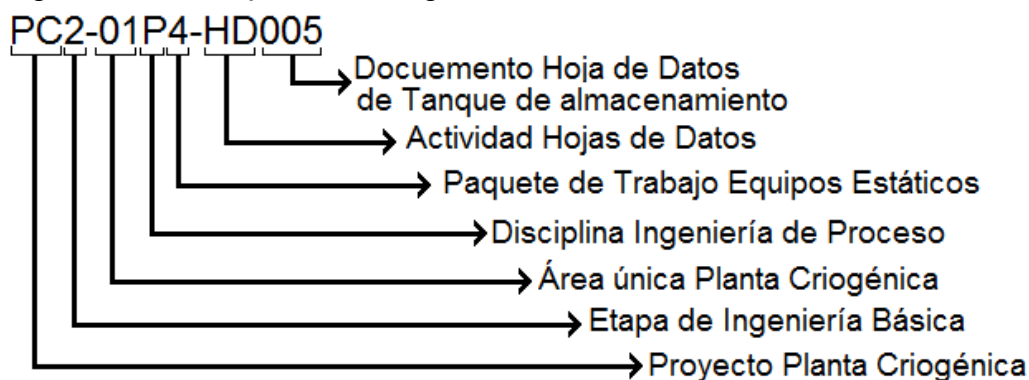 PC2-01P4-HD005
Docuemento Hoja de Datos
de Tanque de almacenamiento
Actividad Hojas de Datos
Paquete de Trabajo Equipos Estáticos
Disciplina Ingeniería de Proceso
Área única Planta Criogénica
Etapa de Ingeniería Básica
Proyecto Planta Criogénica